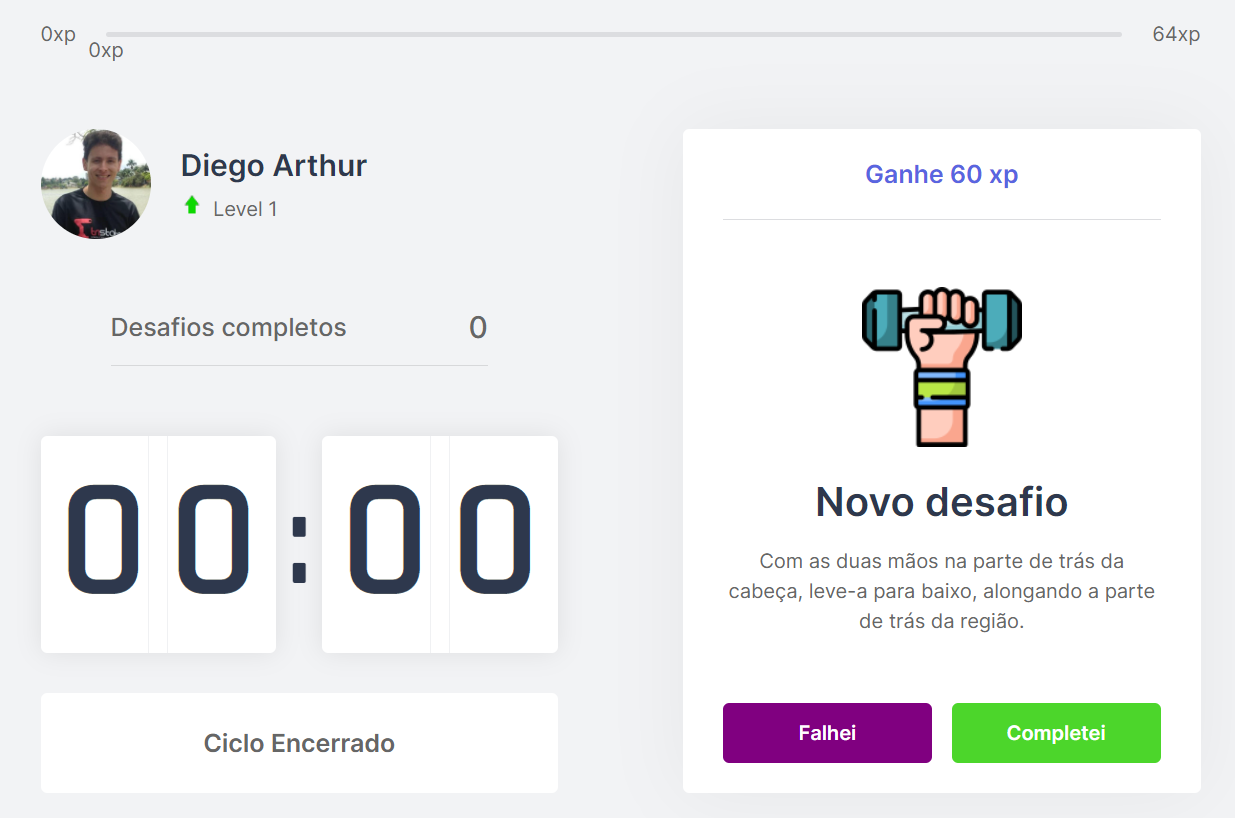 0xp
0xp
64xp
Diego Arthur
Level 1
Desafios completos 0
00:00
Ciclo Encerrado
Ganhe 60 xp
Novo desafio
Com as duas mãos na parte de trás da
cabeça, leve-a para baixo, alongando a parte
de trás da região.
Falhei
Completei